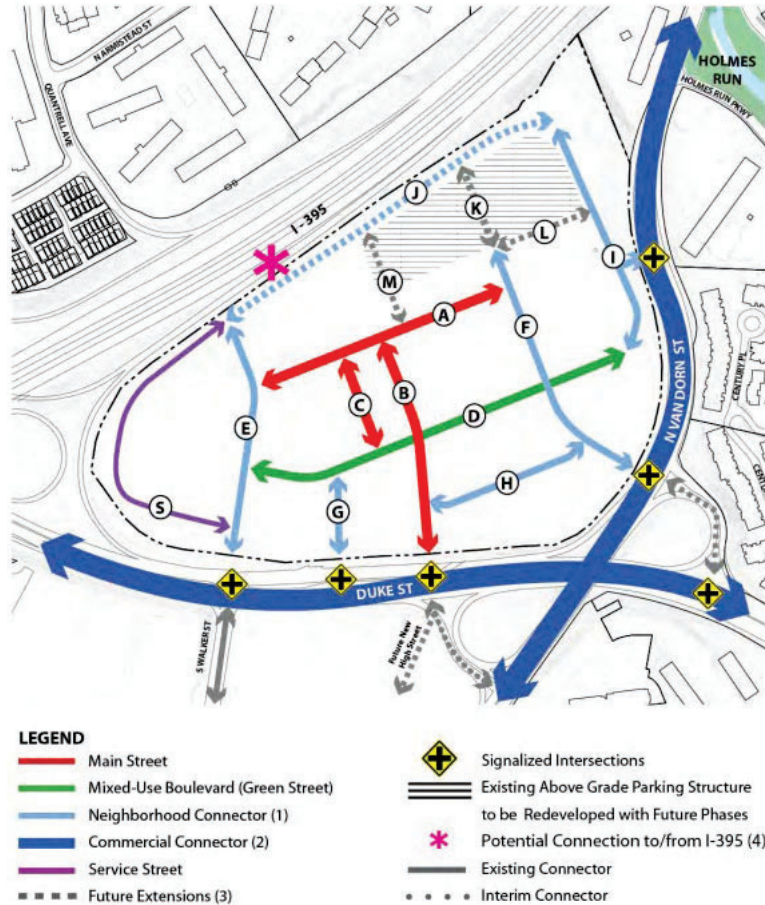 N ARMISTEAD ST
QUANTRELL AVE
HOLMES
RUN
HOLMES RUN PKWY
I - 395
J
K
L
M
A
I
F
B
C
D
E
H
S
G
N VAN DORN ST
CENTURY PL
DUKE ST
S WALKER ST
Future New
High Street
LEGEND
Main Street
Mixed-Use Boulevard (Green Street)
Neighborhood Connector (1)
Commercial Connector (2)
Service Street
Future Extensions (3)
Signalized Intersections
Existing Above Grade Parking Structure
to be Redeveloped with Future Phases
Potential Connection to/from I-395 (4)
Existing Connector
Interim Connector